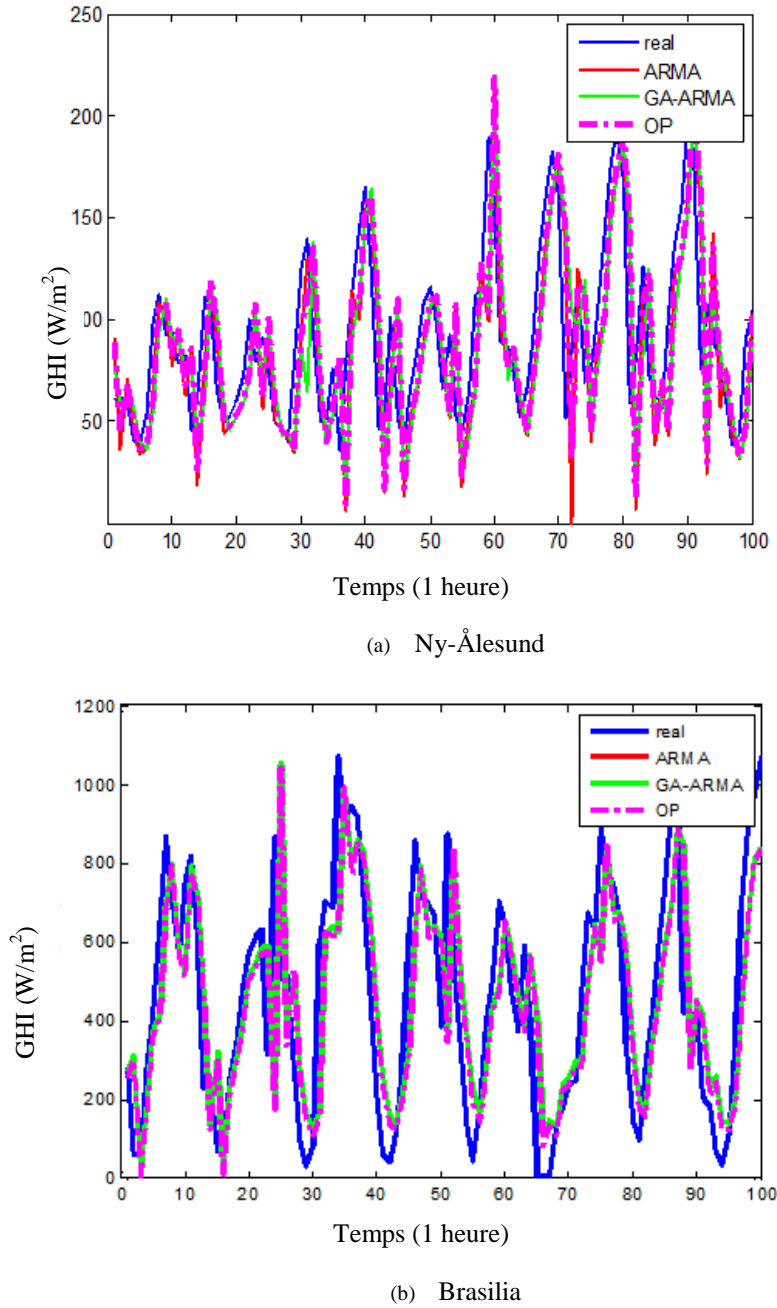 250
200
150
00
50
GHI (W/m²)
real
ARMA
GA-ARMA
OP
0 10 20 30 40 50 60 70 80 90 100
Temps (1 heure)
(a) Ny-Ålesund
1200
1000
800
600
400
200
0
GHI (W/m²)
real
ARMA
GA-ARMA
OP
0 10 20 30 40 50 60 70 80 90 100
Temps (1 heure)
(b) Brasilia